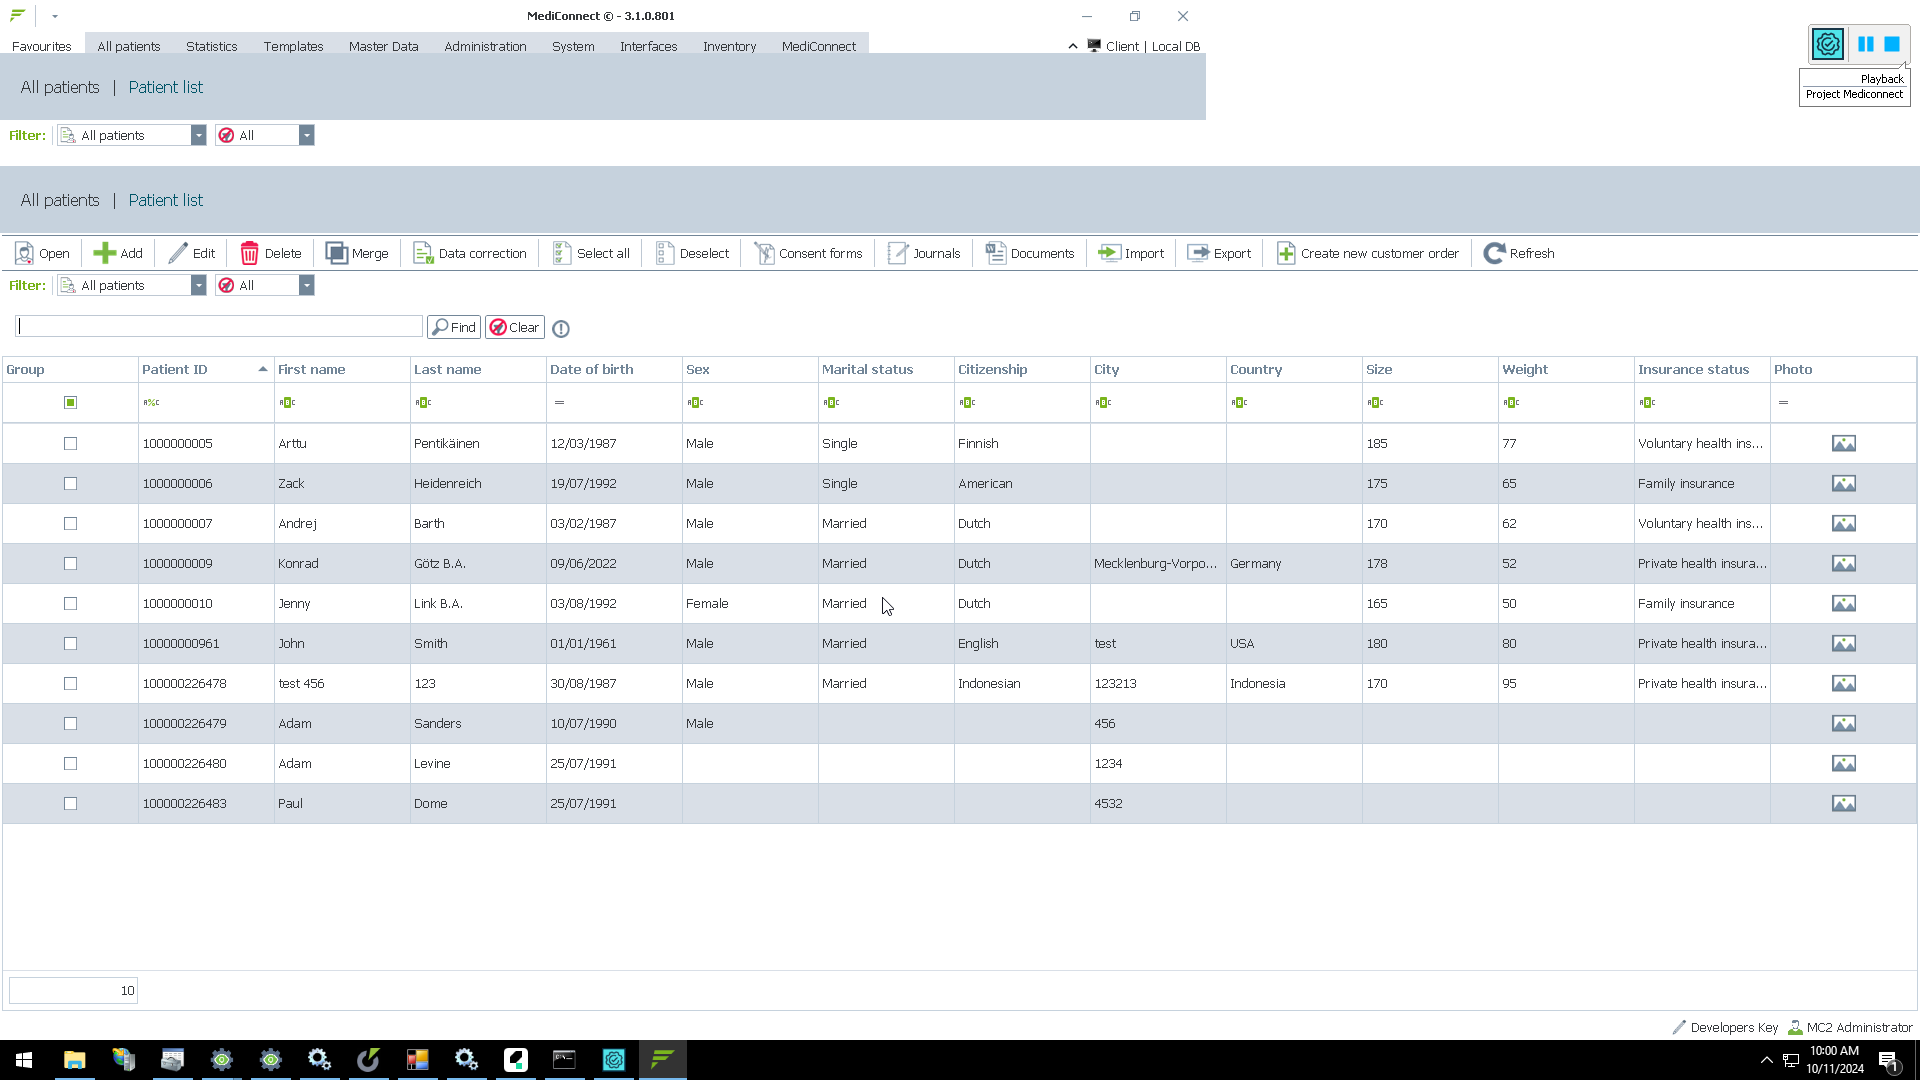 MediConnect © - 3.1.0.801
Favourites All patients Statistics Templates Master Data Administration System Interfaces Inventory MediConnect Client | Local DB
Playback
Project Mediconnect
All patients | Patient list
Filter: All patients All
All patients | Patient list
Open Add Edit Delete Merge Data correction Select all Deselect Consent forms Journals Documents Import Export Create new customer order Refresh
Filter: All patients All
Find Clear
Group Patient ID First name Last name Date of birth Sex Marital status Citizenship City Country Size Weight Insurance status Photo
1000000005 Arttu Pentikäinen 12/03/1987 Male Single Finnish 185 77 Voluntary health ins...
1000000006 Zack Heidenreich 19/07/1992 Male Single American 175 65 Family insurance
1000000007 Andrej Barth 03/02/1987 Male Married Dutch 170 62 Voluntary health ins...
1000000009 Konrad Götz B.A. 09/06/2022 Male Married Dutch Mecklenburg-Vorpo... Germany 178 52 Private health insura...
1000000010 Jenny Link B.A. 03/08/1992 Female Married Dutch 165 50 Family insurance
10000000961 John Smith 01/01/1961 Male Married English test USA 180 80 Private health insura...
100000226478 test 456 123 30/08/1987 Male Married Indonesian 123213 Indonesia 170 95 Private health insura...
100000226479 Adam Sanders 10/07/1990 Male 456
100000226480 Adam Levine 25/07/1991 1234
100000226483 Paul Dome 25/07/1991 4532
10
Developers Key MC2 Administrator
10:00 AM
10/11/2024
1